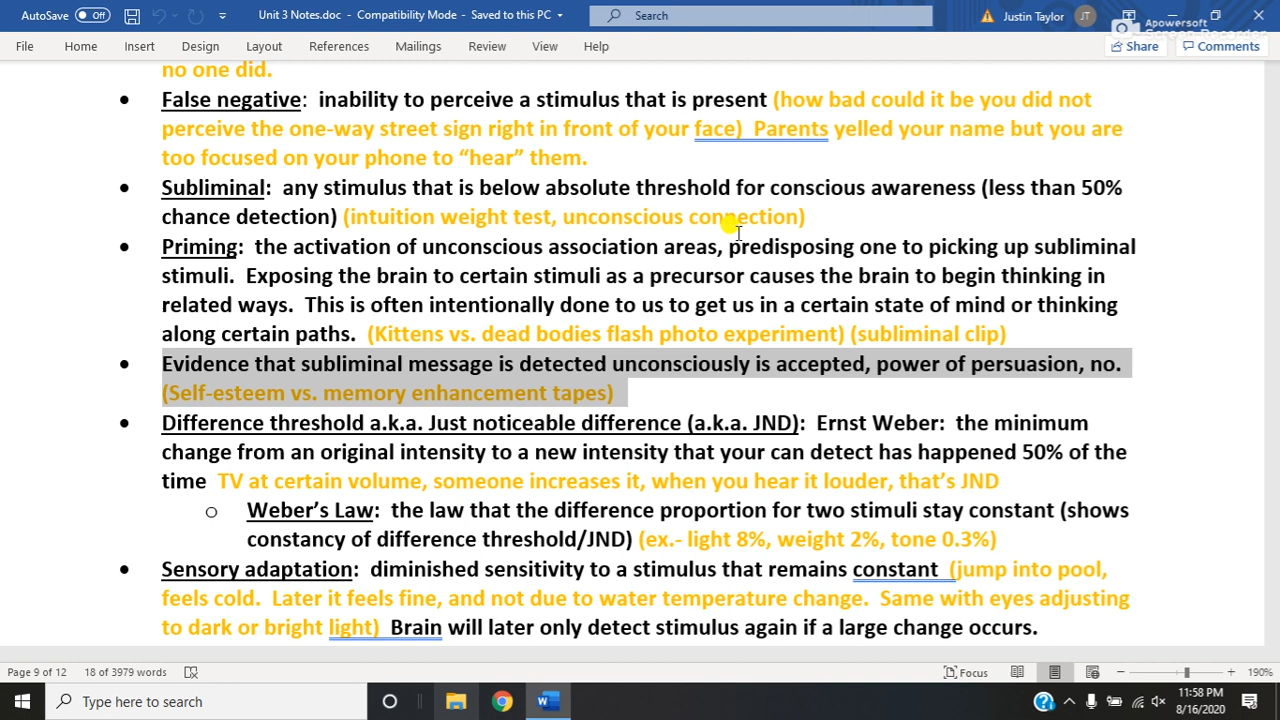 AutoSave Off Unit 3 Notes.doc - Compatibility Mode - Saved to this PC Search Justin Taylor JT
Apowersoft
Screen Recorder
File Home Insert Design Layout References Mailings Review View Help Share Comments
no one did.
• False negative: inability to perceive a stimulus that is present (how bad could it be you did not
perceive the one-way street sign right in front of your face) Parents yelled your name but you are
too focused on your phone to “hear” them.
• Subliminal: any stimulus that is below absolute threshold for conscious awareness (less than 50%
chance detection) (intuition weight test, unconscious connection)
• Priming: the activation of unconscious association areas, predisposing one to picking up subliminal
stimuli. Exposing the brain to certain stimuli as a precursor causes the brain to begin thinking in
related ways. This is often intentionally done to us to get us in a certain state of mind or thinking
along certain paths. (Kittens vs. dead bodies flash photo experiment) (subliminal clip)
• Evidence that subliminal message is detected unconsciously is accepted, power of persuasion, no.
(Self-esteem vs. memory enhancement tapes)
• Difference threshold a.k.a. Just noticeable difference (a.k.a. JND): Ernst Weber: the minimum
change from an original intensity to a new intensity that your can detect has happened 50% of the
time TV at certain volume, someone increases it, when you hear it louder, that’s JND
o Weber’s Law: the law that the difference proportion for two stimuli stay constant (shows
constancy of difference threshold/JND) (ex.- light 8%, weight 2%, tone 0.3%)
• Sensory adaptation: diminished sensitivity to a stimulus that remains constant (jump into pool,
feels cold. Later it feels fine, and not due to water temperature change. Same with eyes adjusting
to dark or bright light) Brain will later only detect stimulus again if a large change occurs.
Page 9 of 12 18 of 3979 words Focus 190%
Type here to search 11:58 PM
8/16/2020